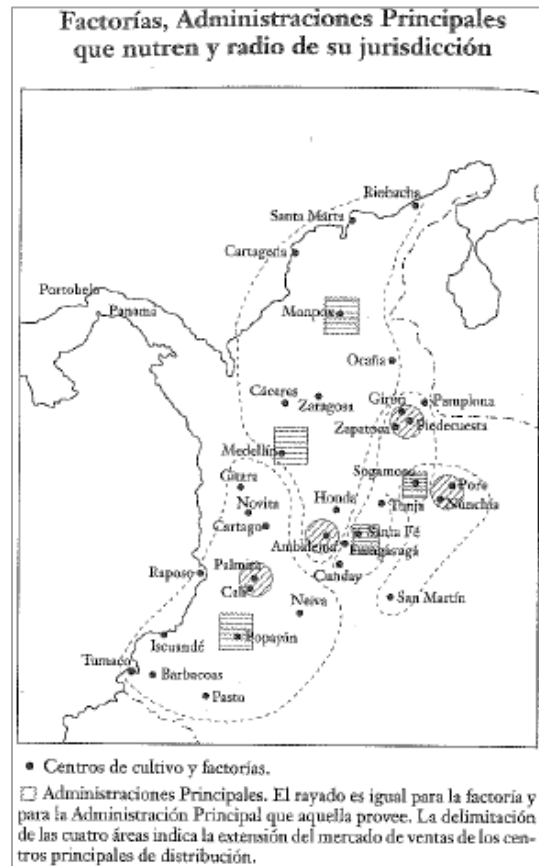 Factorías, Administraciones Principales
que nutren y radio de su jurisdicción
Riohacha
Santa Marta
Cartagena
Portobelo
Panamá
Monpox
Ocaña
Cáceres
Zaragosa
Girón
Pamplona
Zapatoca
Piedecuesta
Medellín
Sogamoso
Pore
Nunchía
Tunja
Honda
Novita
Cartago
Santa Fé
Ambalema
Fusagasugá
Cunday
Palmira
Raposo
Cali
San Martín
Neiva
Popayán
Iscuandé
Tumaco
Barbacoas
Pasto
• Centros de cultivo y factorías.
Administraciones Principales. El rayado es igual para la factoría y
para la Administración Principal que aquella provee. La delimitación
de las cuatro áreas indica la extensión del mercado de ventas de los cen-
tros principales de distribución.